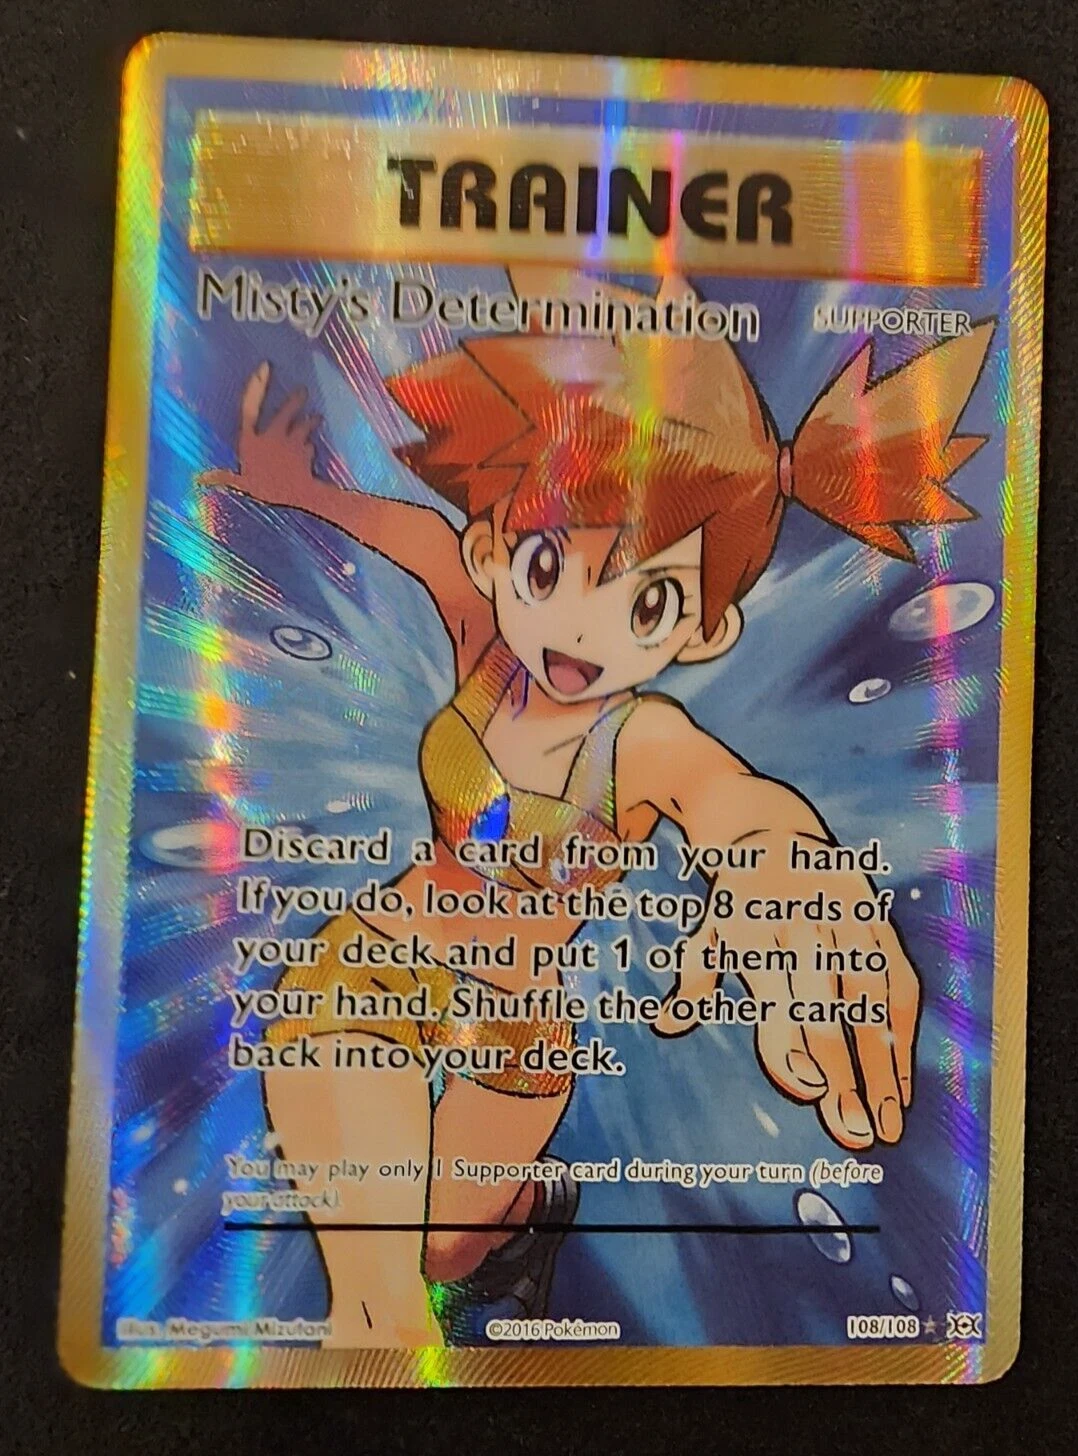 TRAINER
Misty's Determination SUPPORTER
Discard a card from your hand.
If you do, look at the top 8 cards of
your deck and put 1 of them into
your hand. Shuffle the other cards
back into your deck.
You may play only 1 Supporter card during your turn (before
your attack).
Illus. Megumi Mizutani ©2016 Pokémon 108/108